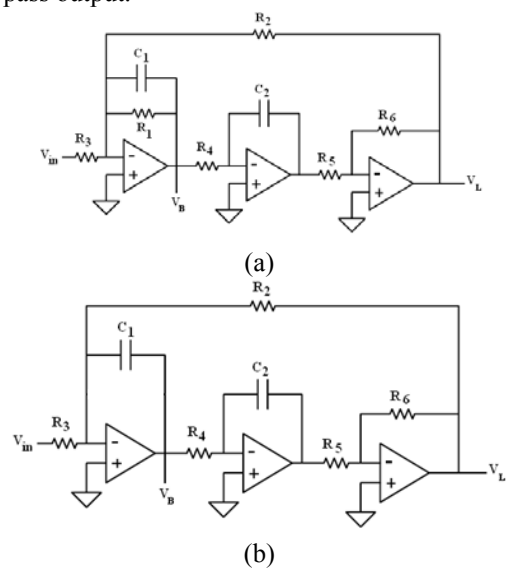 pass output.
R2
C1
R3
R1
Vin
-
+
VB
R4
C2
-
+
R5
R6
-
+
VL
(a)
R2
C1
R3
Vin
-
+
VB
R4
C2
-
+
R5
R6
-
+
VL
(b)